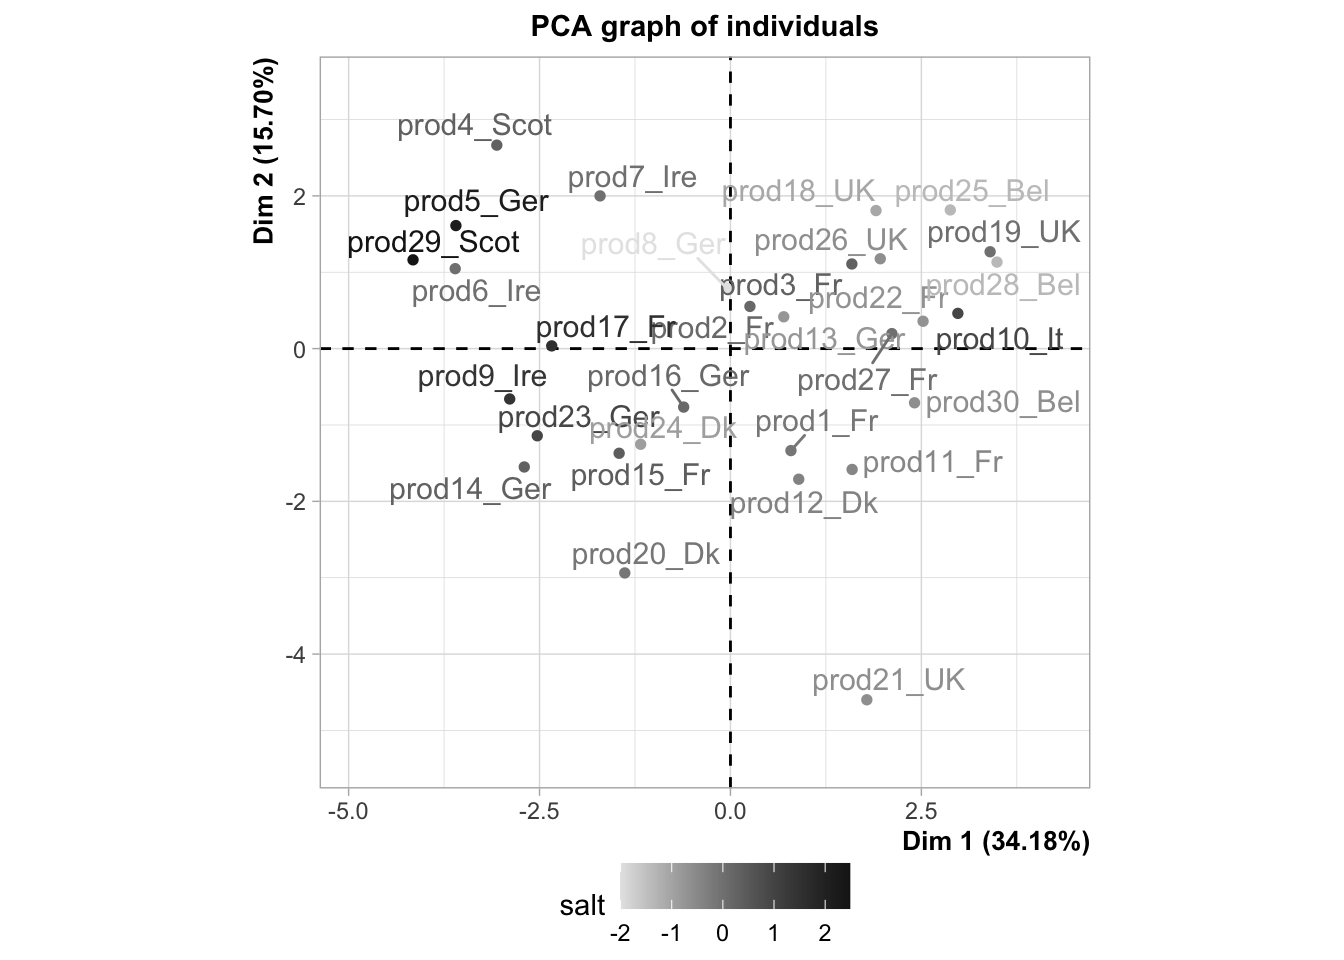 PCA graph of individuals
Dim 2 (15.70%)
prod4_Scot
prod7_Ire
prod5_Ger
prod18_UK
prod25_Bel
prod29_Scot
prod8_Ger
prod26_UK
prod19_UK
prod6_Ire
prod3_Fr
prod22_Fr
prod28_Bel
prod17_Fr
prod2_Fr
prod13_Ger
prod10_It
prod9_Ire
prod16_Ger
prod27_Fr
prod30_Bel
prod23_Ger
prod24_Dk
prod1_Fr
prod14_Ger
prod15_Fr
prod11_Fr
prod12_Dk
prod20_Dk
prod21_UK
2
0
-2
-4
-5.0
-2.5
0.0
2.5
Dim 1 (34.18%)
salt
-2 -1 0 1 2